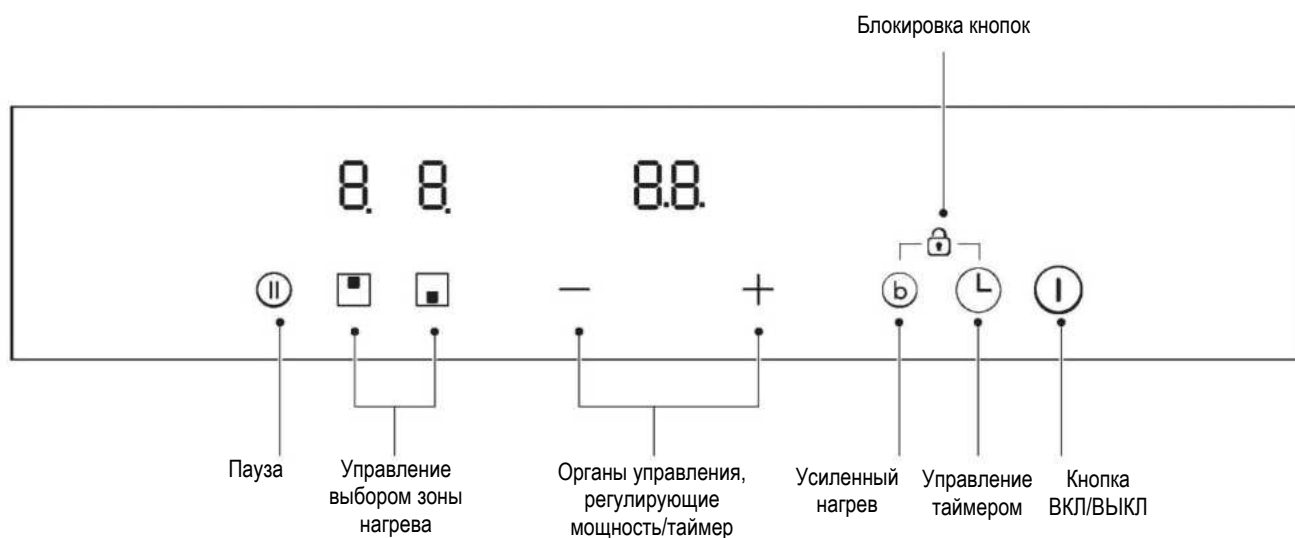 Блокировка кнопок
8. 8. 8.8.
b
Пауза
Управление
выбором зоны
нагрева
Органы управления,
регулирующие
мощность/таймер
Усиленный
нагрев
Управление
таймером
Кнопка
ВКЛ/ВЫКЛ